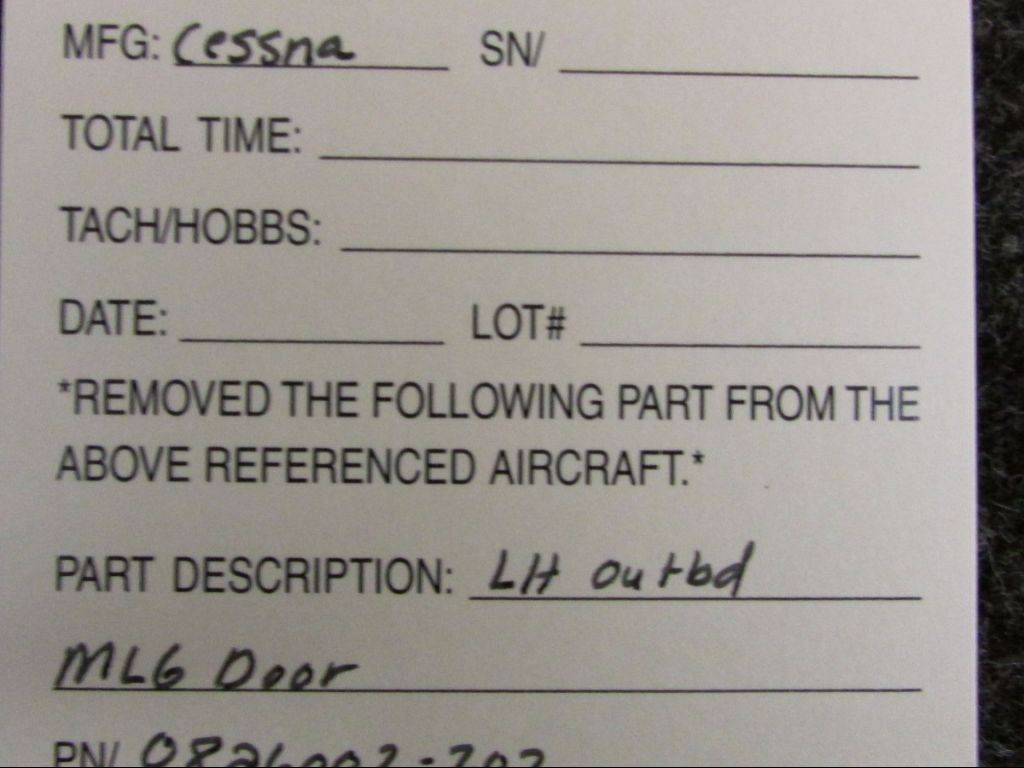 MFG: Cessna SN/
TOTAL TIME:
TACH/HOBBS:
DATE: LOT#
*REMOVED THE FOLLOWING PART FROM THE
ABOVE REFERENCED AIRCRAFT.*
PART DESCRIPTION: LH outbd
MLG Door
PN/